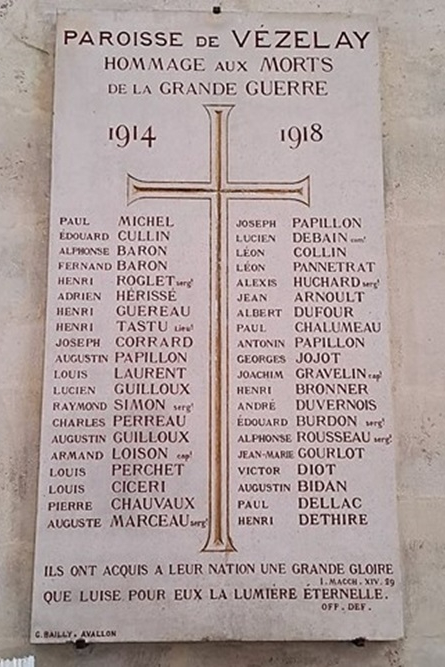 PAROISSE DE VÉZELAY
HOMMAGE AUX MORTS
DE LA GRANDE GUERRE
1914 1918
PAUL MICHEL
ÉDOUARD CULLIN
ALPHONSE BARON
FERNAND BARON
HENRI ROGLET sergt
ADRIEN HÉRISSÉ
HENRI GUEREAU
HENRI TASTU lieut
JOSEPH CORRARD
AUGUSTIN PAPILLON
LOUIS LAURENT
LUCIEN GUILLOUX
RAYMOND SIMON sergt
CHARLES PERREAU
AUGUSTIN GUILLOUX
ARMAND LOISON capl
LOUIS PERCHET
LOUIS CICERI
PIERRE CHAUVAUX
AUGUSTE MARCEAU sergt
JOSEPH PAPILLON
LUCIEN DEBAIN comt
LÉON COLLIN
LÉON PANNETRAT
ALEXIS HUCHARD sergt
JEAN ARNOULT
ALBERT DUFOUR
PAUL CHALUMEAU
ANTONIN PAPILLON
GEORGES JOJOT
JOACHIM GRAVELIN capl
HENRI BRONNER
ANDRÉ DUVERNOIS
ÉDOUARD BURDON sergt
ALPHONSE ROUSSEAU sergt
JEAN-MARIE GOURLOT
VICTOR DIOT
AUGUSTIN BIDAN
PAUL DELLAC
HENRI DETHIRE
ILS ONT ACQUIS A LEUR NATION UNE GRANDE GLOIRE
I. MACCH. XIV. 29
QUE LUISE POUR EUX LA LUMIÈRE ÉTERNELLE.
OFF. DEF.
G. BAILLY. AVALLON